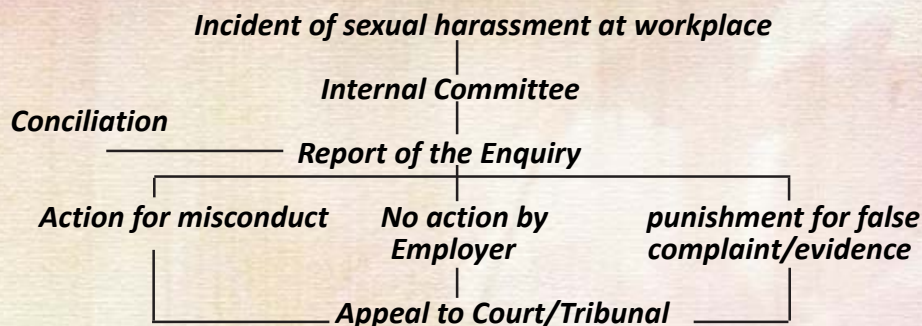 Incident of sexual harassment at workplace
Internal Committee
Conciliation
Report of the Enquiry
Action for misconduct
No action by
Employer
punishment for false
complaint/evidence
Appeal to Court/Tribunal